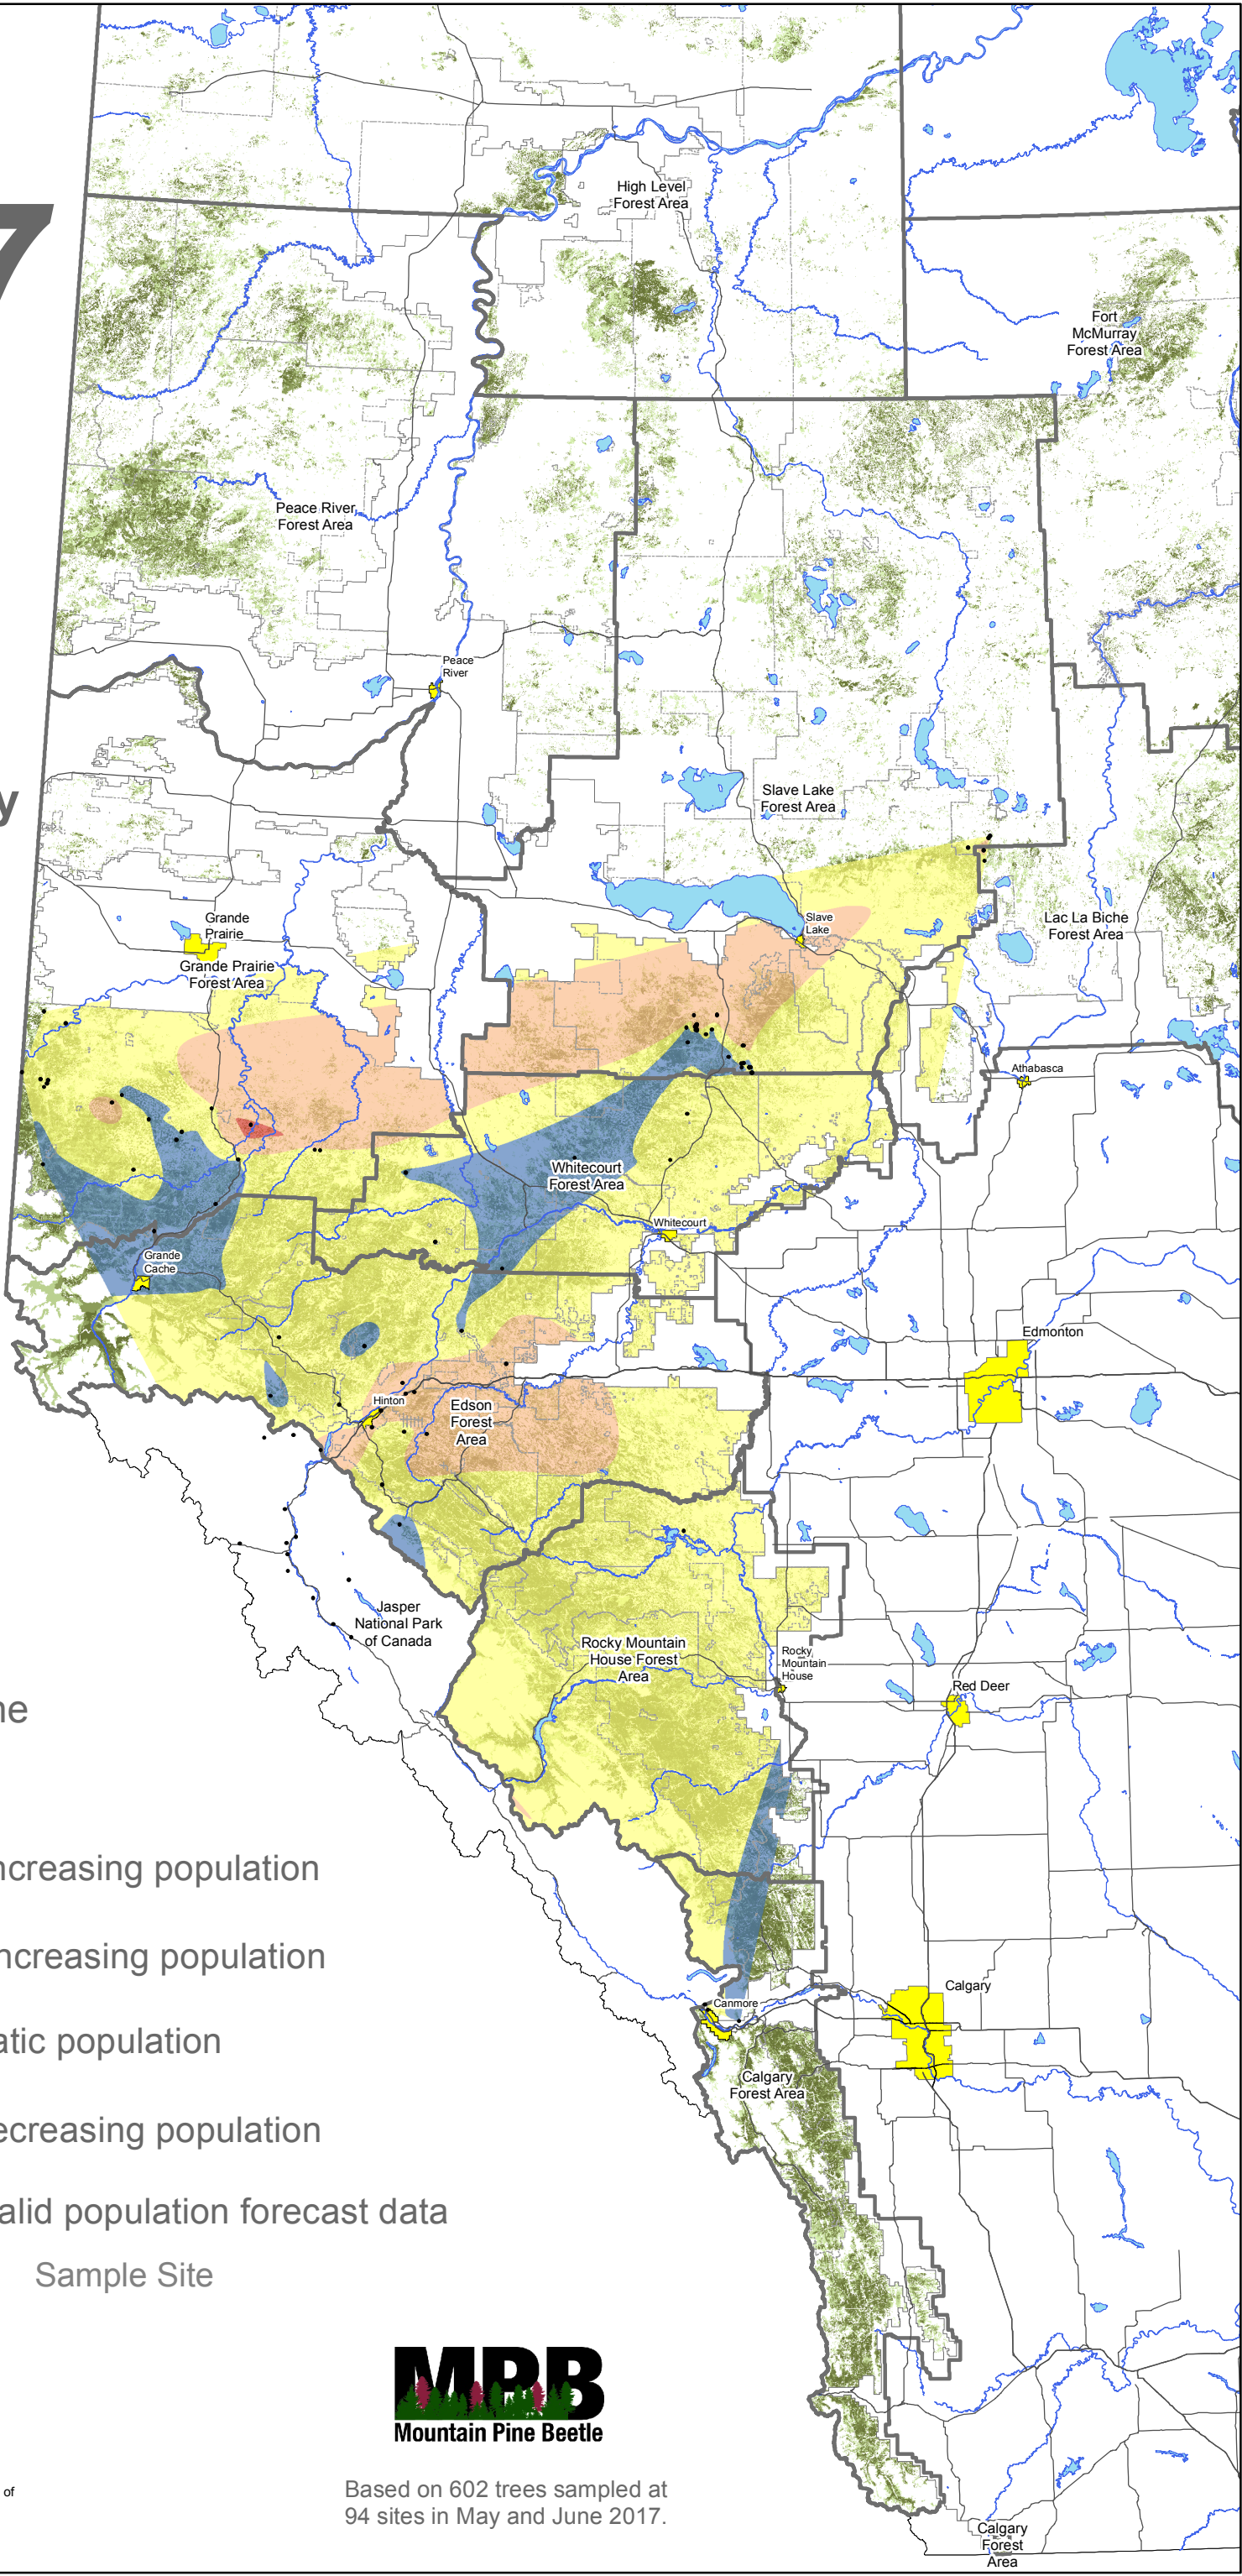 High Level
Forest Area
7
Fort
McMurray
Forest Area
Peace River
Forest Area
Peace
River
y
Slave Lake
Forest Area
Grande
Prairie
Slave
Lake
Lac La Biche
Forest Area
Grande Prairie
Forest Area
Athabasca
Whitecourt
Forest Area
Whitecourt
Grande
Cache
Edmonton
Hinton
Edson
Forest
Area
Jasper
National Park
of Canada
Rocky Mountain
House Forest
Area
Rocky
Mountain
House
Red Deer
ne
ncreasing population
ncreasing population
Calgary
Canmore
atic population
Calgary
Forest Area
ecreasing population
alid population forecast data
Sample Site
MPB
Mountain Pine Beetle
of
Based on 602 trees sampled at
94 sites in May and June 2017.
Calgary
Forest
Area